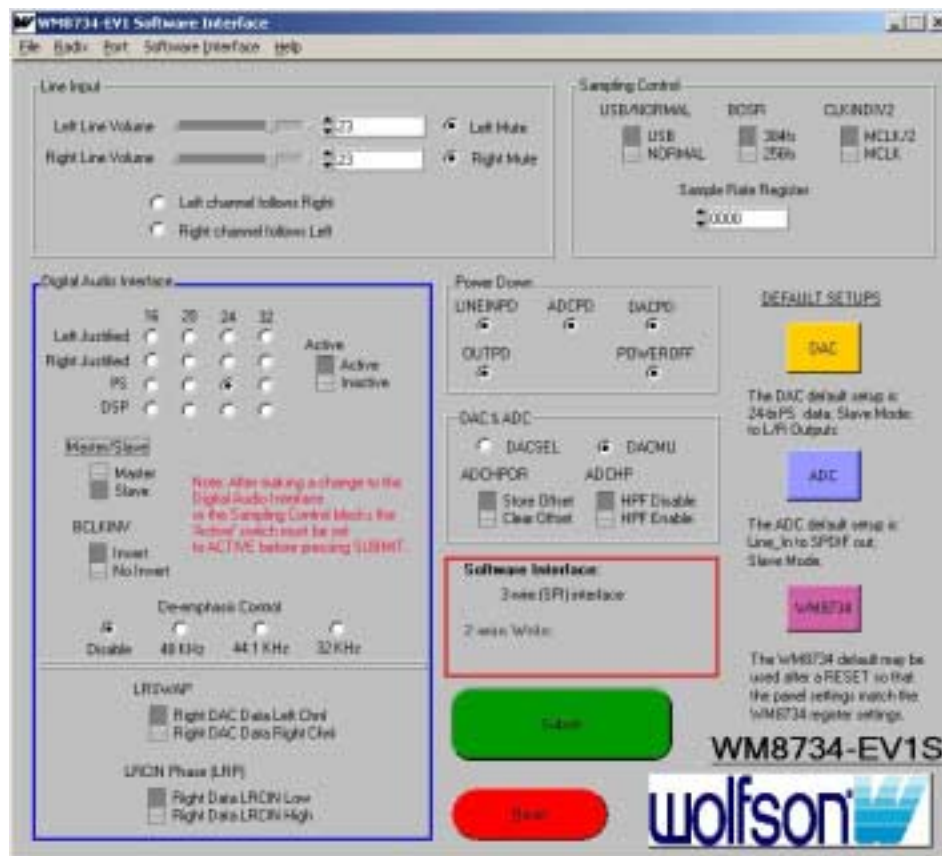 WM8734-EV1 Software Interface
File Radix Port Software Interface Help
Line Input
Left Line Volume 23 Left Mute
Right Line Volume 23 Right Mute
Left channel follows Right
Right channel follows Left
Sampling Control
USB/NORMAL BOSR CLKINDIV2
USB 384fs MCLK/2
NORMAL 256fs MCLK
Sample Rate Register
0000
Digital Audio Interface
16 20 24 32
Left Justified
Right Justified
I²S
DSP
Active
Active
Inactive
Master/Slave
Master
Slave
Note: After making a change to the
Digital Audio Interface
or the Sampling Control blocks the
'Active' switch must be set
to ACTIVE before pressing SUBMIT.
BCLKINV
Invert
No Invert
De-emphasis Control
Disable 48 KHz 44.1 KHz 32 KHz
LRSWAP
Right DAC Data Left Chnl
Right DAC Data Right Chnl
LRCIN Phase (LRP)
Right Data LRCIN Low
Right Data LRCIN High
Power Down
LINEINPD ADCPD DACPD
OUTPD POWEROFF
DAC & ADC
DACSEL DACMU
ADCHPOR ADCHP
Store Offset HPF Disable
Clear Offset HPF Enable
Software Interface:
3-wire (SPI) interface
2-wire Write:
Submit
Reset
DEFAULT SETUPS
DAC
The DAC default setup is:
24-bit I²S data; Slave Mode;
to L/R Outputs
ADC
The ADC default setup is:
Line_In to SPDIF out;
Slave Mode.
WM8734
The WM8734 default may be
used after a RESET so that
the panel settings match the
WM8734 register settings.
WM8734-EV1S
wolfson